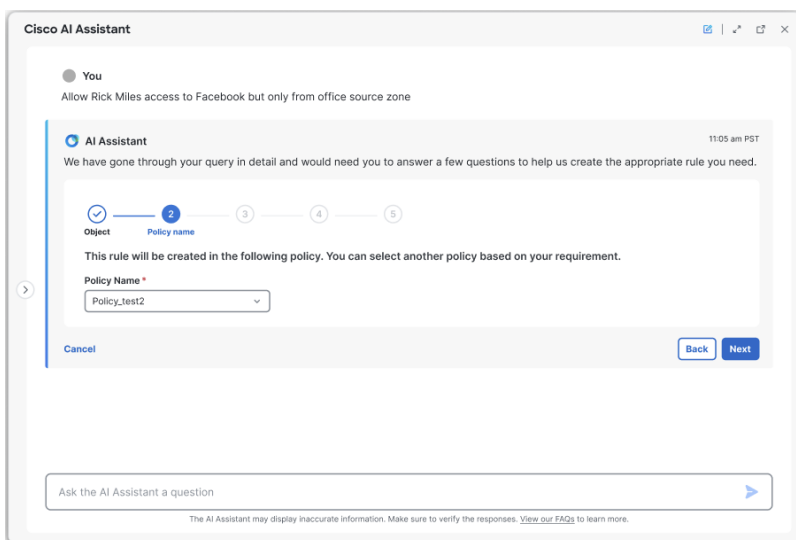 Cisco AI Assistant
You
Allow Rick Miles access to Facebook but only from office source zone
AI Assistant
11:05 am PST
We have gone through your query in detail and would need you to answer a few questions to help us create the appropriate rule you need.
2
3
4
5
Object
Policy name
This rule will be created in the following policy. You can select another policy based on your requirement.
Policy Name *
Policy_test2
Cancel
Back
Next
Ask the AI Assistant a question
The AI Assistant may display inaccurate information. Make sure to verify the responses. View our FAQs to learn more.